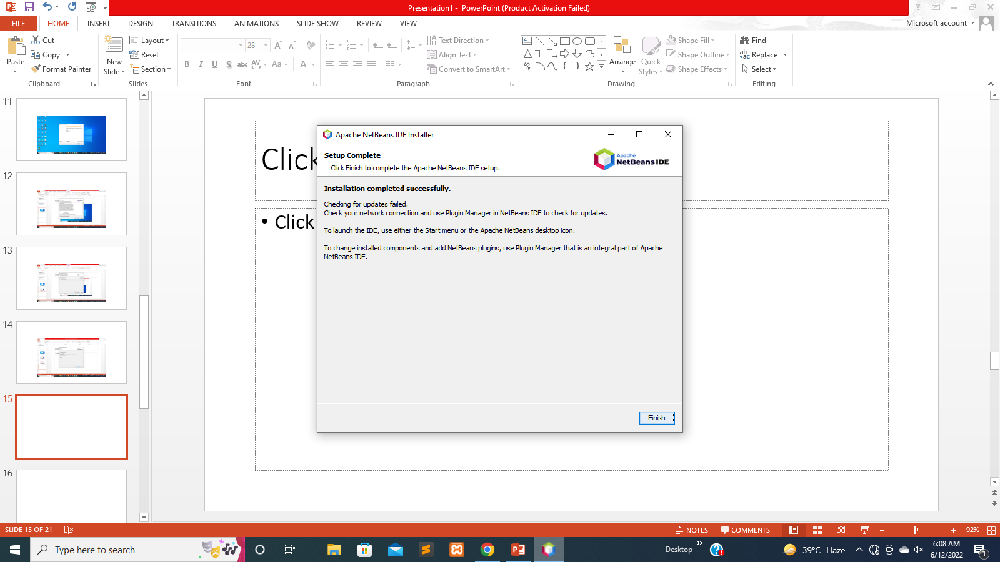 Presentation1 - PowerPoint (Product Activation Failed)
FILE HOME INSERT DESIGN TRANSITIONS ANIMATIONS SLIDE SHOW REVIEW VIEW Microsoft account
Paste
Cut
Copy
Format Painter
Clipboard
New
Slide
Layout
Reset
Section
Slides
28
Font
Text Direction
Align Text
Convert to SmartArt
Paragraph
Arrange
Quick
Styles
Shape Fill
Shape Outline
Shape Effects
Drawing
Find
Replace
Select
Editing
11
12
13
14
15
16
Click
• Click
Apache NetBeans IDE Installer
Setup Complete
Click Finish to complete the Apache NetBeans IDE setup.
Apache
NetBeans IDE
Installation completed successfully.
Checking for updates failed.
Check your network connection and use Plugin Manager in NetBeans IDE to check for updates.
To launch the IDE, use either the Start menu or the Apache NetBeans desktop icon.
To change installed components and add NetBeans plugins, use Plugin Manager that is an integral part of Apache
NetBeans IDE.
Finish
SLIDE 15 OF 21 NOTES COMMENTS 92%
Type here to search
Desktop
39°C Haze
6:08 AM
6/12/2022
1